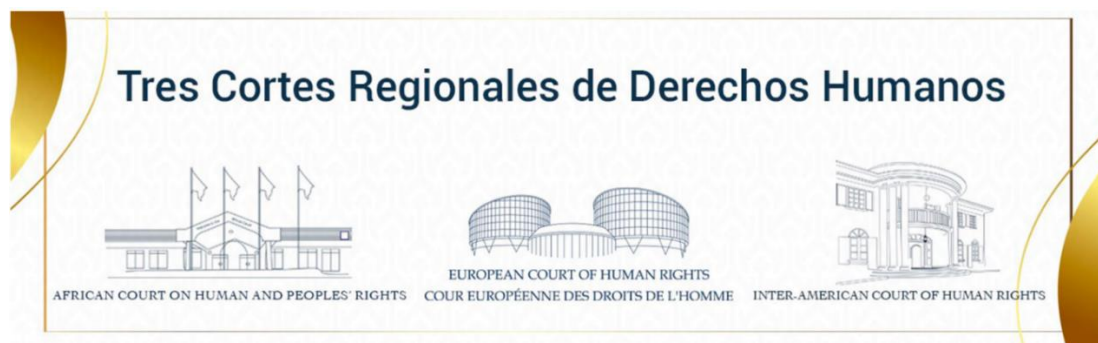 Tres Cortes Regionales de Derechos Humanos
AFRICAN COURT ON HUMAN AND PEOPLES' RIGHTS
EUROPEAN COURT OF HUMAN RIGHTS
COUR EUROPÉENNE DES DROITS DE L'HOMME
INTER-AMERICAN COURT OF HUMAN RIGHTS